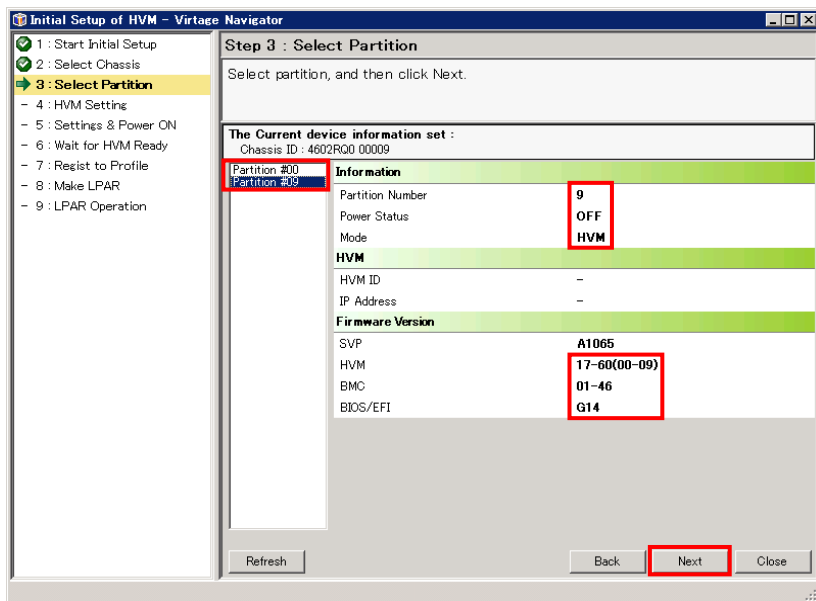 Initial Setup of HVM - Virtage Navigator
1 : Start Initial Setup
2 : Select Chassis
3 : Select Partition
- 4 : HVM Setting
- 5 : Settings & Power ON
- 6 : Wait for HVM Ready
- 7 : Regist to Profile
- 8 : Make LPAR
- 9 : LPAR Operation
Step 3 : Select Partition
Select partition, and then click Next.
The Current device information set :
Chassis ID : 4602RQ0 00009
Partition #00
Partition #09
Information
Partition Number 9
Power Status OFF
Mode HVM
HVM
HVM ID -
IP Address -
Firmware Version
SVP A1065
HVM 17-60(00-09)
BMC 01-46
BIOS/EFI G14
Refresh Back Next Close